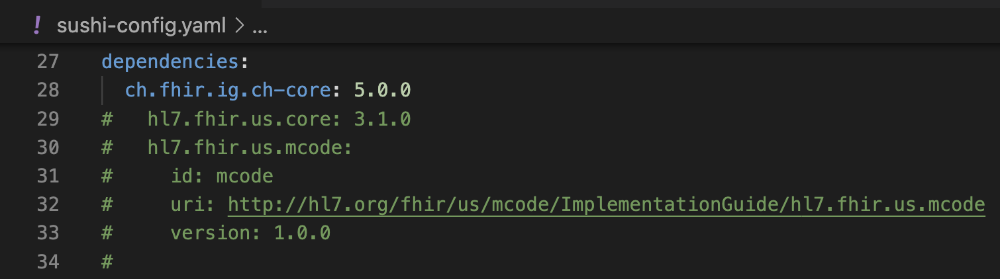 ! sushi-config.yaml > ...
27 dependencies:
28   ch.fhir.ig.ch-core: 5.0.0
29 #   hl7.fhir.us.core: 3.1.0
30 #   hl7.fhir.us.mcode:
31 #     id: mcode
32 #     uri: http://hl7.org/fhir/us/mcode/ImplementationGuide/hl7.fhir.us.mcode
33 #     version: 1.0.0
34 #